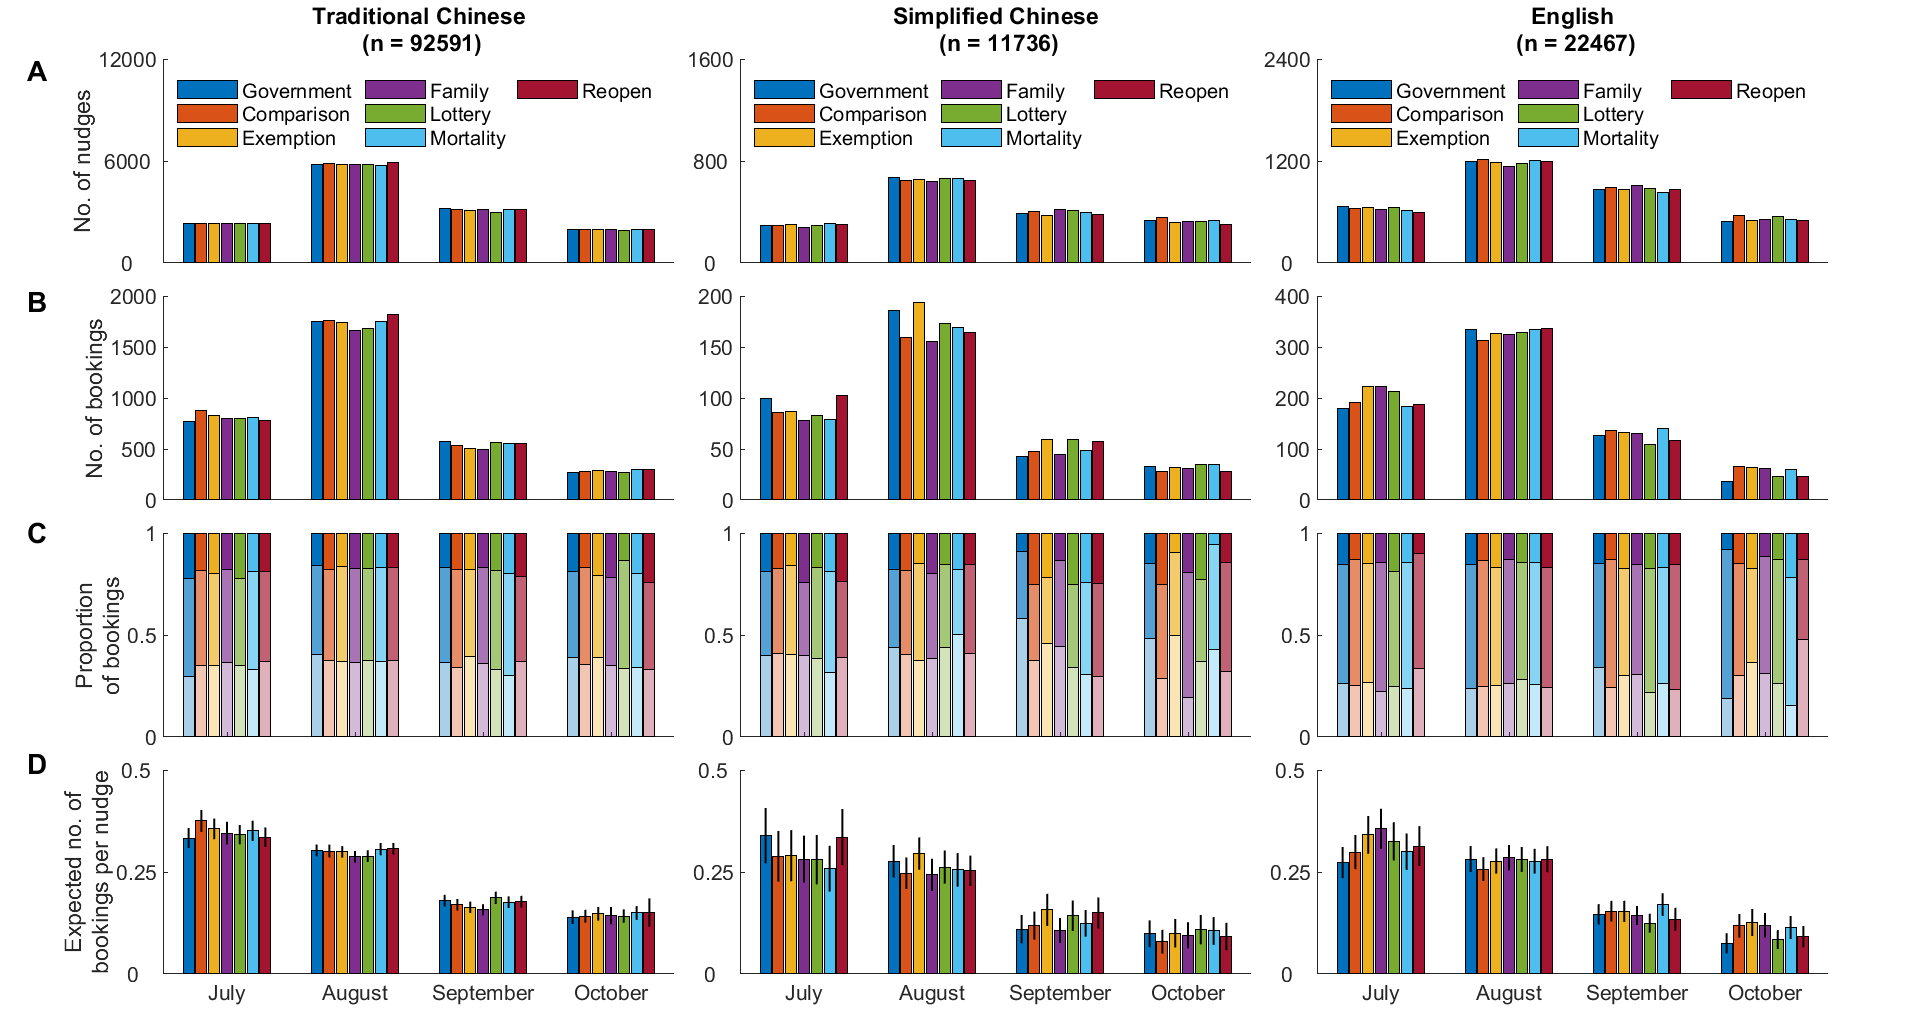 Traditional Chinese
(n = 92591)
Simplified Chinese
(n = 11736)
English
(n = 22467)
A
No. of nudges
12000
6000
0
Government
Comparison
Exemption
Family
Lottery
Mortality
Reopen
1600
800
0
Government
Comparison
Exemption
Family
Lottery
Mortality
Reopen
2400
1200
0
Government
Comparison
Exemption
Family
Lottery
Mortality
Reopen
B
No. of bookings
2000
1500
1000
500
0
200
150
100
50
0
400
300
200
100
0
C
Proportion
of bookings
1
0.5
0
1
0.5
0
1
0.5
0
D
Expected no. of
bookings per nudge
0.5
0.25
0
July
August
September
October
0.5
0.25
0
July
August
September
October
0.5
0.25
0
July
August
September
October